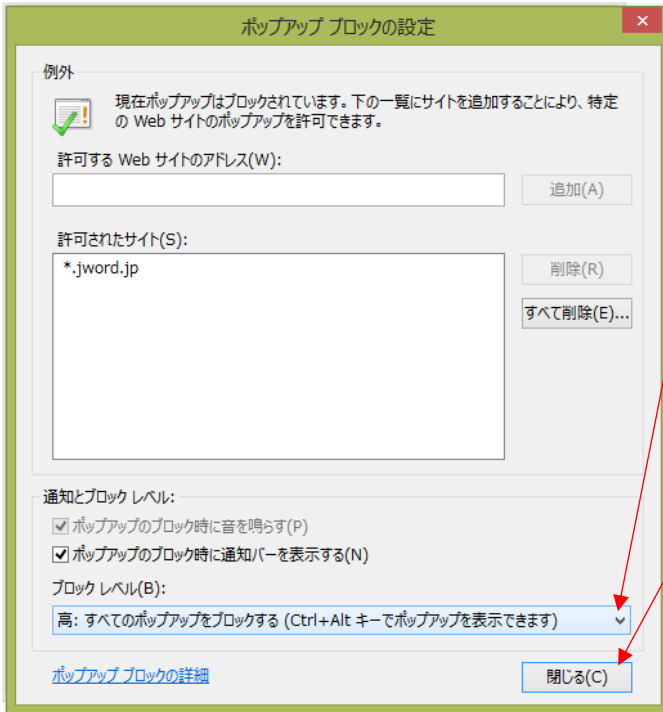 ポップアップ ブロックの設定
例外
現在ポップアップはブロックされています。下の一覧にサイトを追加することにより、特定
の Web サイトのポップアップを許可できます。
許可する Web サイトのアドレス(W):
追加(A)
許可されたサイト(S):
*.jword.jp
削除(R)
すべて削除(E)...
通知とブロック レベル:
ポップアップのブロック時に音を鳴らす(P)
ポップアップのブロック時に通知バーを表示する(N)
ブロック レベル(B):
高: すべてのポップアップをブロックする (Ctrl+Alt キーでポップアップを表示できます)
ポップアップ ブロックの詳細
閉じる(C)